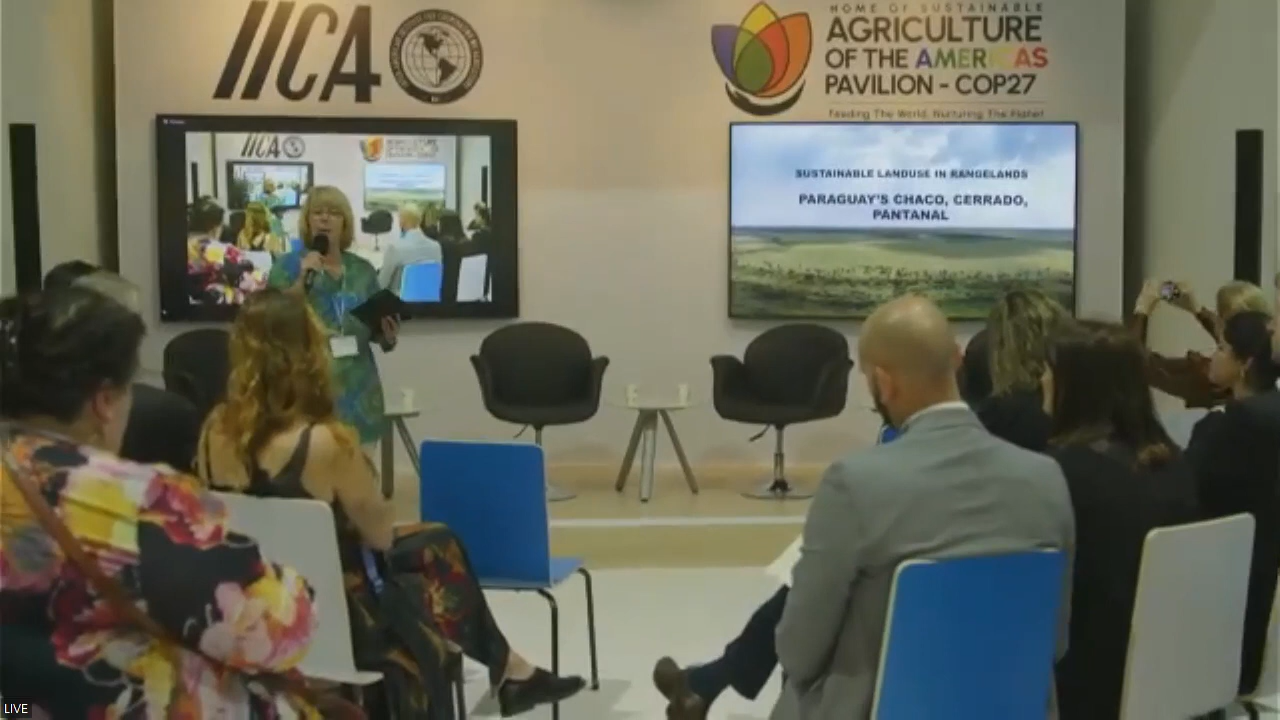 IICA
HOME OF SUSTAINABLE
AGRICULTURE
OF THE AMERICAS
PAVILION - COP27
Feeding The World, Nurturing The Planet
SUSTAINABLE LANDUSE IN RANGELANDS
PARAGUAY'S CHACO, CERRADO,
PANTANAL
IICA
LIVE